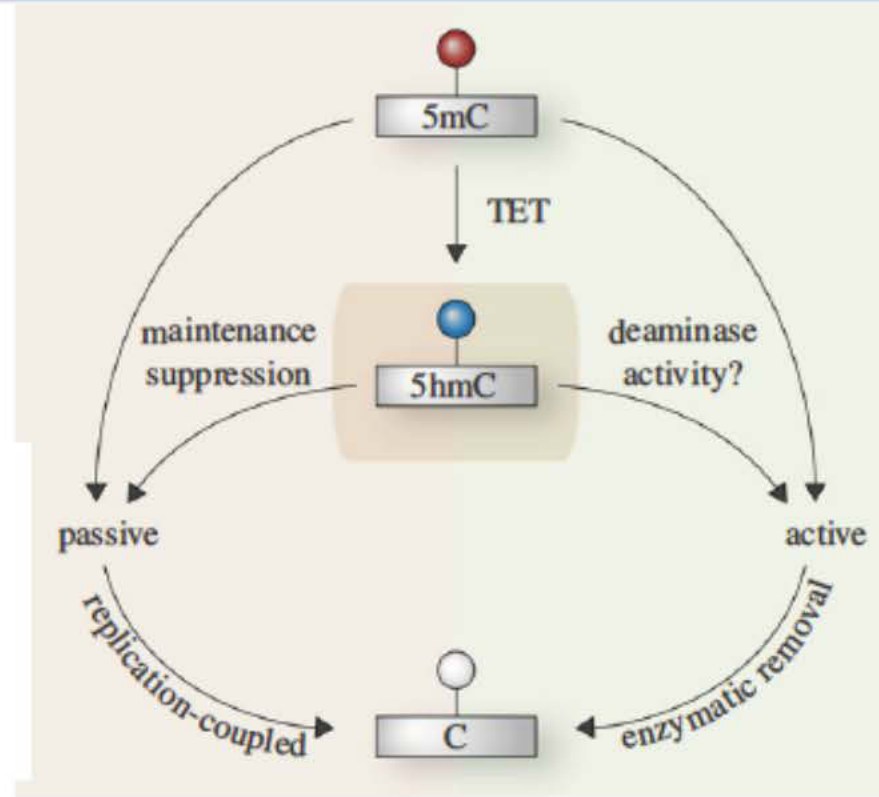 5mC
TET
maintenance
suppression
5hmC
deaminase
activity?
passive
active
replication-coupled
enzymatic removal
C